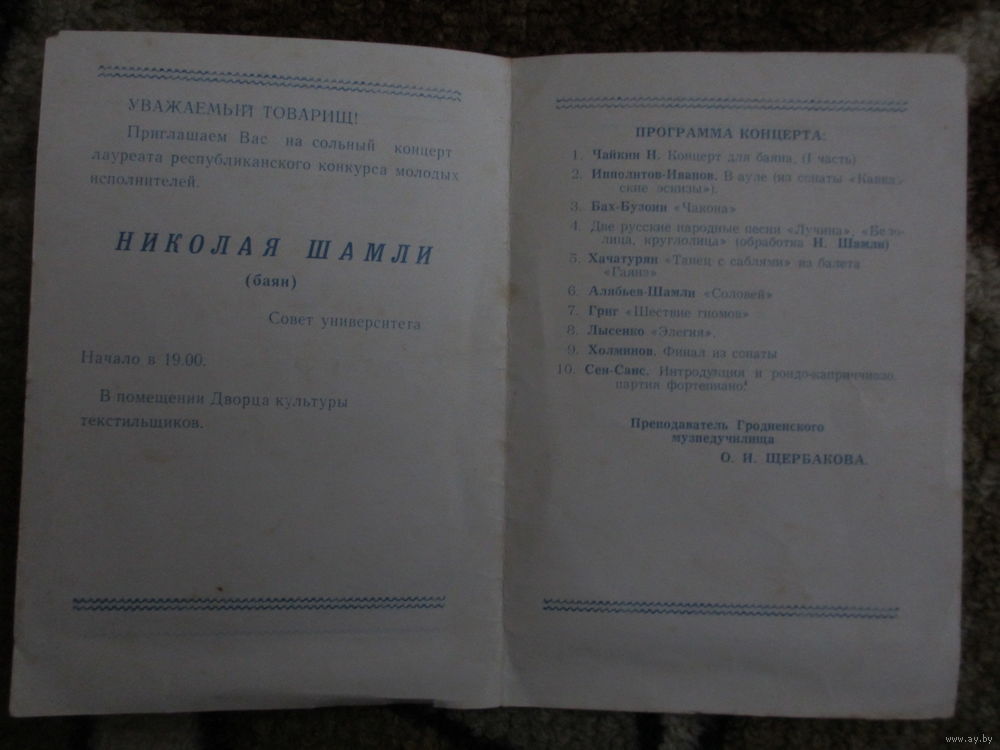 УВАЖАЕМЫЙ ТОВАРИЩ!
Приглашаем Вас на сольный концерт
лауреата республиканского конкурса молодых
исполнителей.
НИКОЛАЯ ШАМЛИ
(баян)
Совет университета
Начало в 19.00.
В помещении Дворца культуры
текстильщиков.
ПРОГРАММА КОНЦЕРТА:
1. Чайкин Н. Концерт для баяна. (I часть)
2. Ипполитов-Иванов. В ауле (из сонаты «Кавказ-
ские эскизы»).
3. Бах-Бузони «Чакона»
4. Две русские народные песни «Лучина», «Бело-
лица, круглолица» (обработка Н. Шамли)
5. Хачатурян «Танец с саблями» из балета
«Гаянэ»
6. Алябьев-Шамли «Соловей»
7. Григ «Шествие гномов»
8. Лысенко «Элегия».
9. Холминов. Финал из сонаты
10. Сен-Санс. Интродукция и рондо-каприччиозо,
партия фортепиано.
Преподаватель Гродненского
музпедучилища
О. И. ЩЕРБАКОВА.
www.ay.by